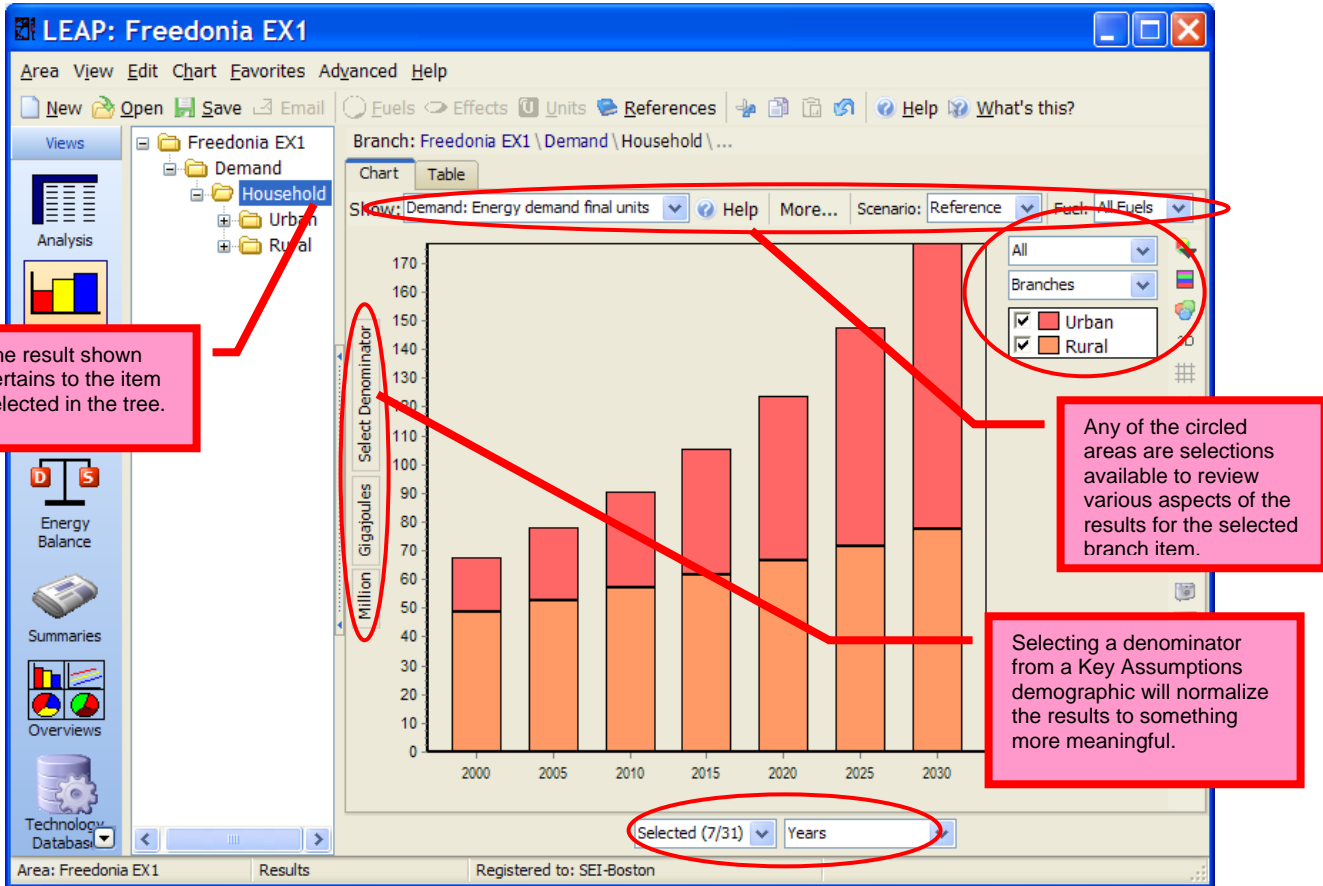 LEAP: Freedonia EX1
Area View Edit Chart Favorites Advanced Help
New Open Save Email Fuels Effects Units References Help What's this?
Views
Analysis
Energy
Balance
Summaries
Overviews
Technology
Databas
Freedonia EX1
Demand
Household
Urban
Rural
Branch: Freedonia EX1 \ Demand \ Household \ ...
Chart Table
Show: Demand: Energy demand final units Help More... Scenario: Reference Fuel: All Fuels
All
Branches
Urban
Rural
Select Denominator
Gigajoules
Million
170
160
150
140
130
120
110
100
90
80
70
60
50
40
30
20
10
0
2000 2005 2010 2015 2020 2025 2030
Selected (7/31) Years
he result shown
ertains to the item
elected in the tree.
Any of the circled
areas are selections
available to review
various aspects of the
results for the selected
branch item.
Selecting a denominator
from a Key Assumptions
demographic will normalize
the results to something
more meaningful.
Area: Freedonia EX1 Results Registered to: SEI-Boston